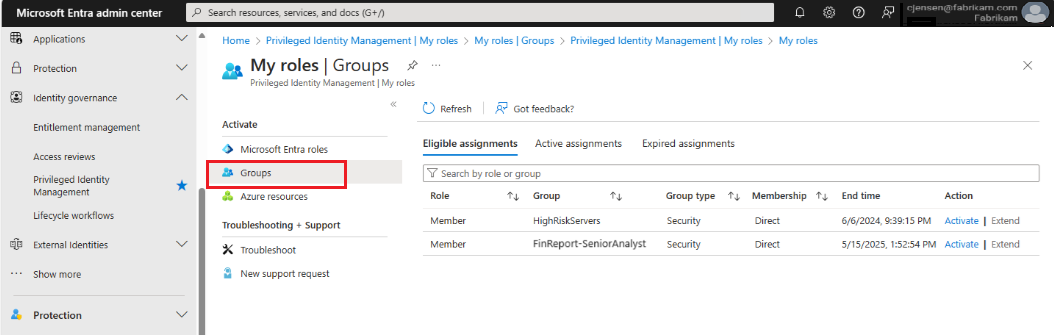 Microsoft Entra admin center
Search resources, services, and docs (G+/)
cjensen@fabrikam.com
Fabrikam
Applications
Protection
Identity governance
Entitlement management
Access reviews
Privileged Identity
Management
Lifecycle workflows
External Identities
Show more
Protection
Home > Privileged Identity Management | My roles > My roles | Groups > Privileged Identity Management | My roles > My roles
My roles | Groups
Privileged Identity Management | My roles
Activate
Microsoft Entra roles
Groups
Azure resources
Troubleshooting + Support
Troubleshoot
New support request
Refresh | Got feedback?
Eligible assignments Active assignments Expired assignments
Search by role or group
Role Group Group type Membership End time Action
Member HighRiskServers Security Direct 6/6/2024, 9:39:15 PM Activate | Extend
Member FinReport-SeniorAnalyst Security Direct 5/15/2025, 1:52:54 PM Activate | Extend